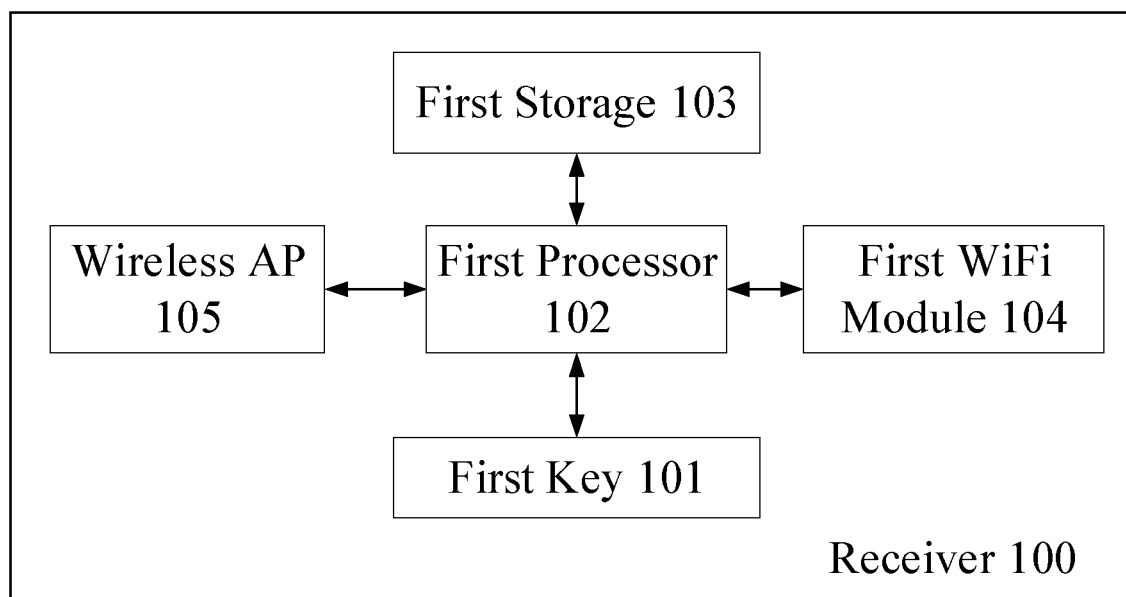 First Storage 103
Wireless AP
105
First Processor
102
First WiFi
Module 104
First Key 101
Receiver 100